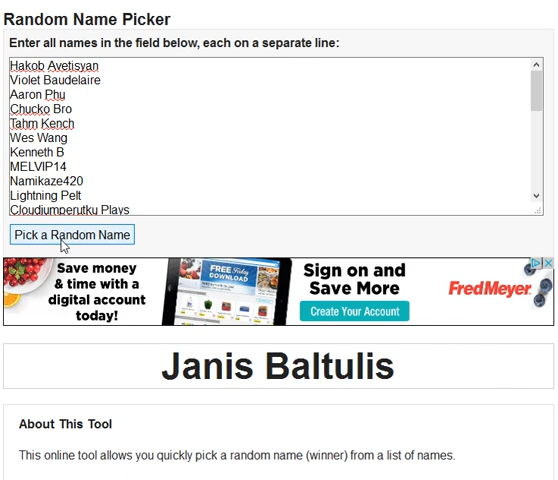 Random Name Picker
Enter all names in the field below, each on a separate line:
Hakob Avetisyan
Violet Baudelaire
Aaron Phu
Chucko Bro
Tahm Kench
Wes Wang
Kenneth B
MELVIP14
Namikaze420
Lightning Pelt
Cloudjumperutku Plays
Pick a Random Name
Save money
& time with a
digital account
today!
FREE Friday
DOWNLOAD
Sign on and
Save More
Create Your Account
Fred Meyer
Janis Baltulis
About This Tool
This online tool allows you quickly pick a random name (winner) from a list of names.